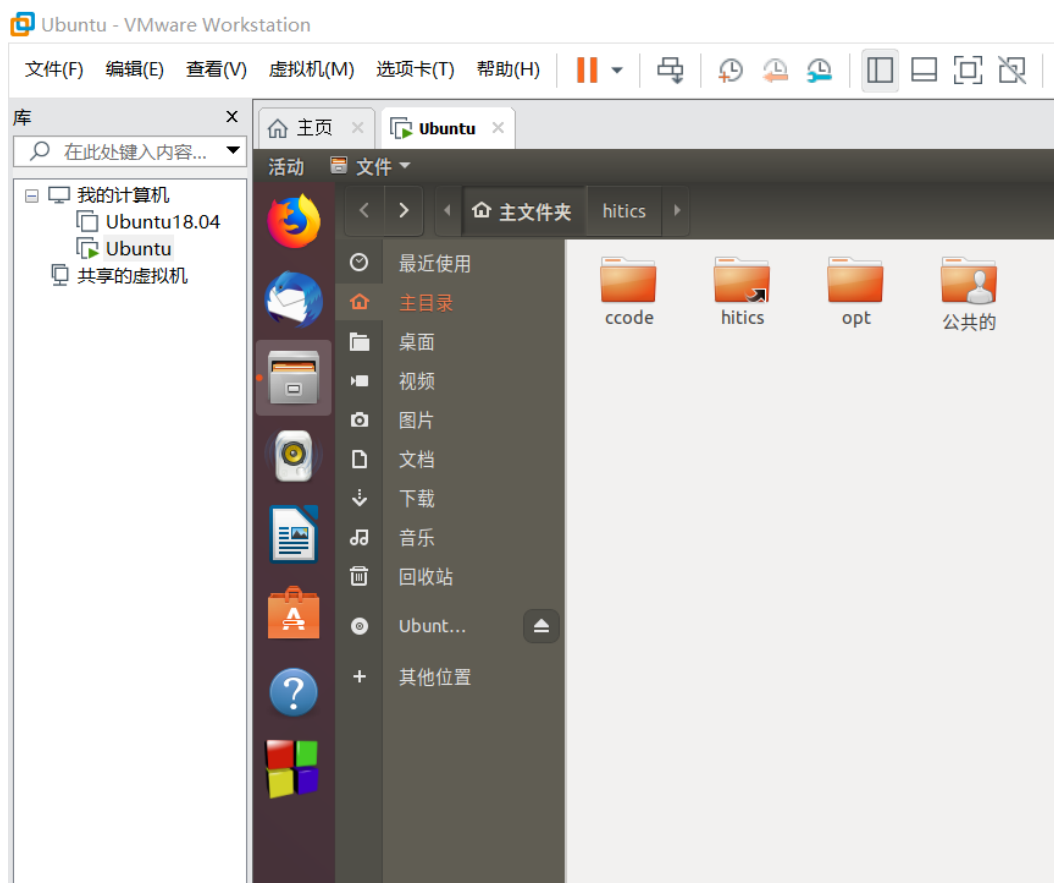 Ubuntu - VMware Workstation
文件(F) 编辑(E) 查看(V) 虚拟机(M) 选项卡(T) 帮助(H)
库 x
在此处键入内容...
我的计算机
Ubuntu18.04
Ubuntu
共享的虚拟机
主页 Ubuntu
活动 文件
主文件夹 hitics
最近使用
主目录
桌面
视频
图片
文档
下载
音乐
回收站
Ubunt...
其他位置
ccode hitics opt 公共的